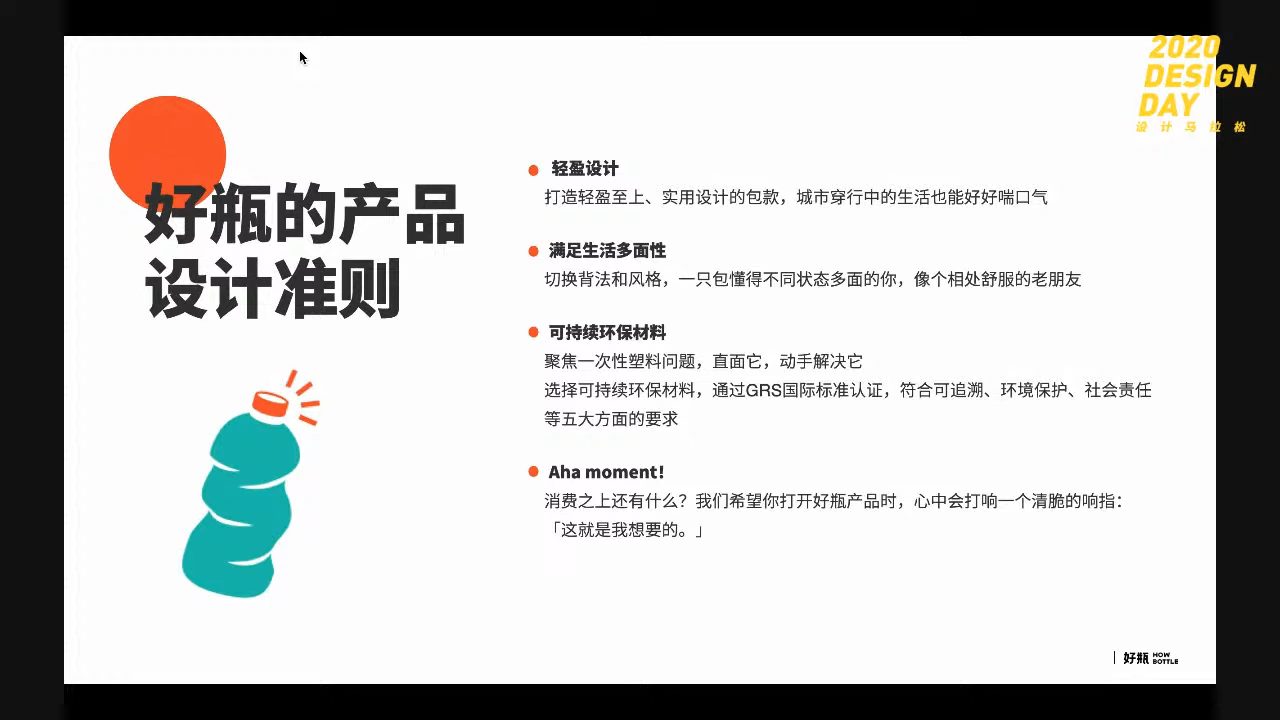 2020
DESIGN
DAY
设计马拉松
好瓶的产品
设计准则
轻盈设计
打造轻盈至上、实用设计的包款，城市穿行中的生活也能好好喘口气
满足生活多面性
切换背法和风格，一只包懂得不同状态多面的你，像个相处舒服的老朋友
可持续环保材料
聚焦一次性塑料问题，直面它，动手解决它
选择可持续环保材料，通过GRS国际标准认证，符合可追溯、环境保护、社会责任
等五大方面的要求
Aha moment!
消费之上还有什么？我们希望你打开好瓶产品时，心中会打响一个清脆的响指：
「这就是我想要的。」
好瓶 HOW
BOTTLE